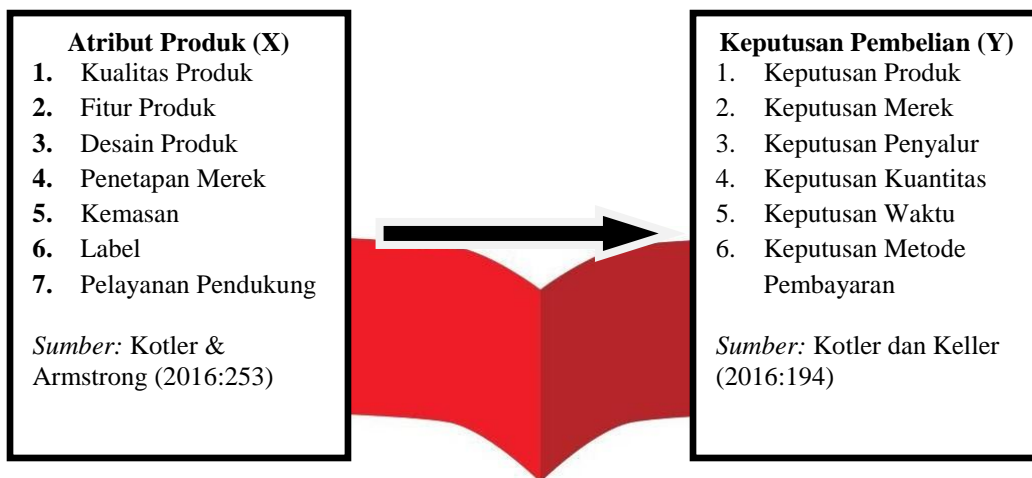 Atribut Produk (X)
1. Kualitas Produk
2. Fitur Produk
3. Desain Produk
4. Penetapan Merek
5. Kemasan
6. Label
7. Pelayanan Pendukung
Sumber: Kotler &
Armstrong (2016:253)
Keputusan Pembelian (Y)
1. Keputusan Produk
2. Keputusan Merek
3. Keputusan Penyalur
4. Keputusan Kuantitas
5. Keputusan Waktu
6. Keputusan Metode
Pembayaran
Sumber: Kotler dan Keller
(2016:194)